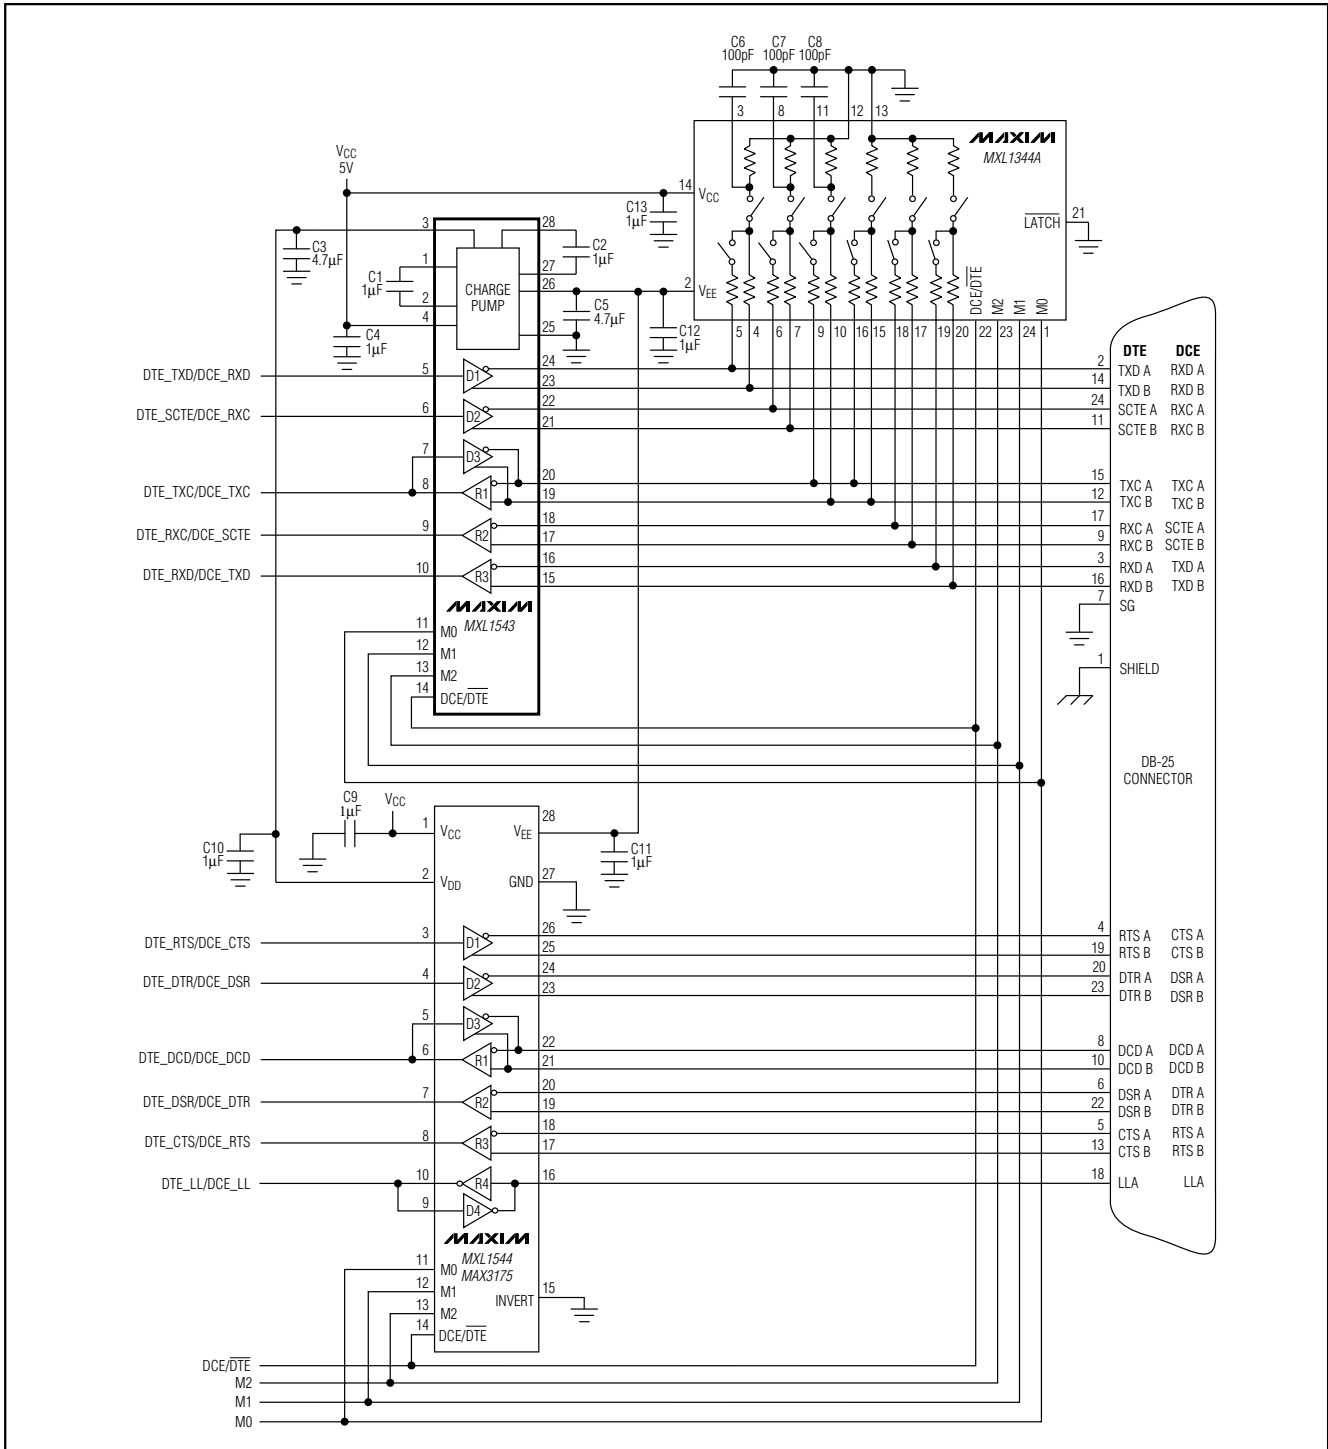 C6 C7 C8
100pF 100pF 100pF
3 8 11 12 13
MAXIM
MXL1344A
VCC
5V
14 VCC
C13
1µF
LATCH 21
3 28
C3
4.7µF
C2
1µF
1 27
C1
1µF
CHARGE
PUMP
2 26
2 VEE
C5
4.7µF
4 25
C4
1µF
C12
1µF
DCE/DTE M2 M1 M0
5 4 6 7 9 10 16 15 18 17 19 20 22 23 24 1
DTE DCE
DTE_TXD/DCE_RXD 5 D1 24 2 TXD A RXD A
23 14 TXD B RXD B
DTE_SCTE/DCE_RXC 6 D2 22 24 SCTE A RXC A
21 11 SCTE B RXC B
7 D3
DTE_TXC/DCE_TXC 8 R1 20 15 TXC A TXC A
19 12 TXC B TXC B
DTE_RXC/DCE_SCTE 9 R2 18 17 RXC A SCTE A
17 9 RXC B SCTE B
DTE_RXD/DCE_TXD 10 R3 16 3 RXD A TXD A
15 16 RXD B TXD B
7 SG
MAXIM
MXL1543
11 M0
12 M1
13 M2
14 DCE/DTE
1 SHIELD
DB-25
CONNECTOR
C9
1µF
VCC
1 VCC VEE 28
C10
1µF
C11
1µF
2 VDD GND 27
DTE_RTS/DCE_CTS 3 D1 26 4 RTS A CTS A
25 19 RTS B CTS B
DTE_DTR/DCE_DSR 4 D2 24 20 DTR A DSR A
23 23 DTR B DSR B
5 D3
DTE_DCD/DCE_DCD 6 R1 22 8 DCD A DCD A
21 10 DCD B DCD B
DTE_DSR/DCE_DTR 7 R2 20 6 DSR A DTR A
19 22 DSR B DTR B
DTE_CTS/DCE_RTS 8 R3 18 5 CTS A RTS A
17 13 CTS B RTS B
DTE_LL/DCE_LL 10 R4 16 18 LLA LLA
9 D4
MAXIM
MXL1544
MAX3175
11 M0
12 M1
13 M2
14 DCE/DTE
INVERT 15
DCE/DTE
M2
M1
M0